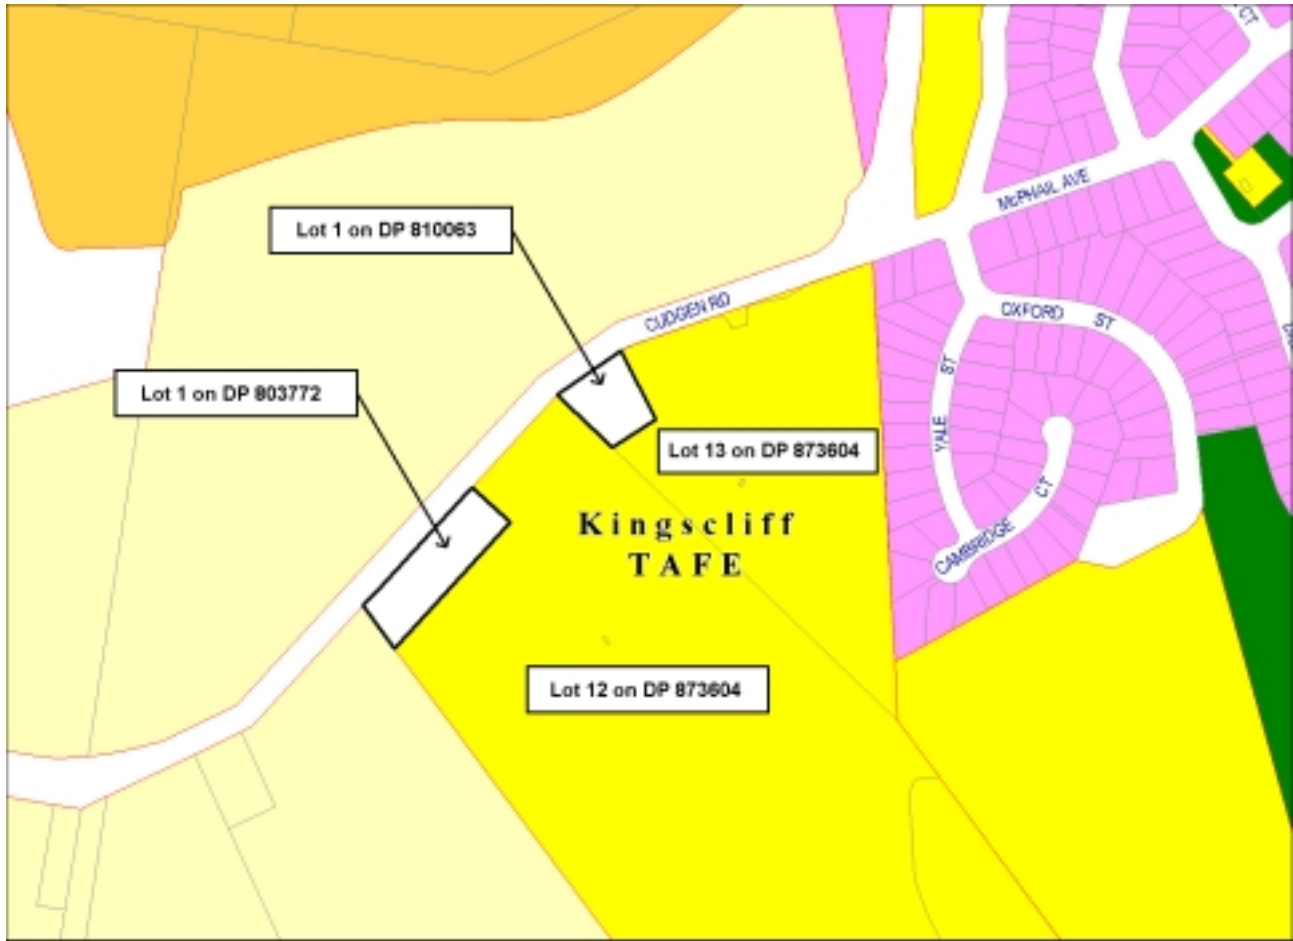 CT
McPHAIL AVE
Lot 1 on DP 810063
CUDGEN RD
OXFORD ST
YALE ST
Lot 1 on DP 803772
Lot 13 on DP 873604
CT
CAMBRIDGE
Kingscliff
TAFE
Lot 12 on DP 873604